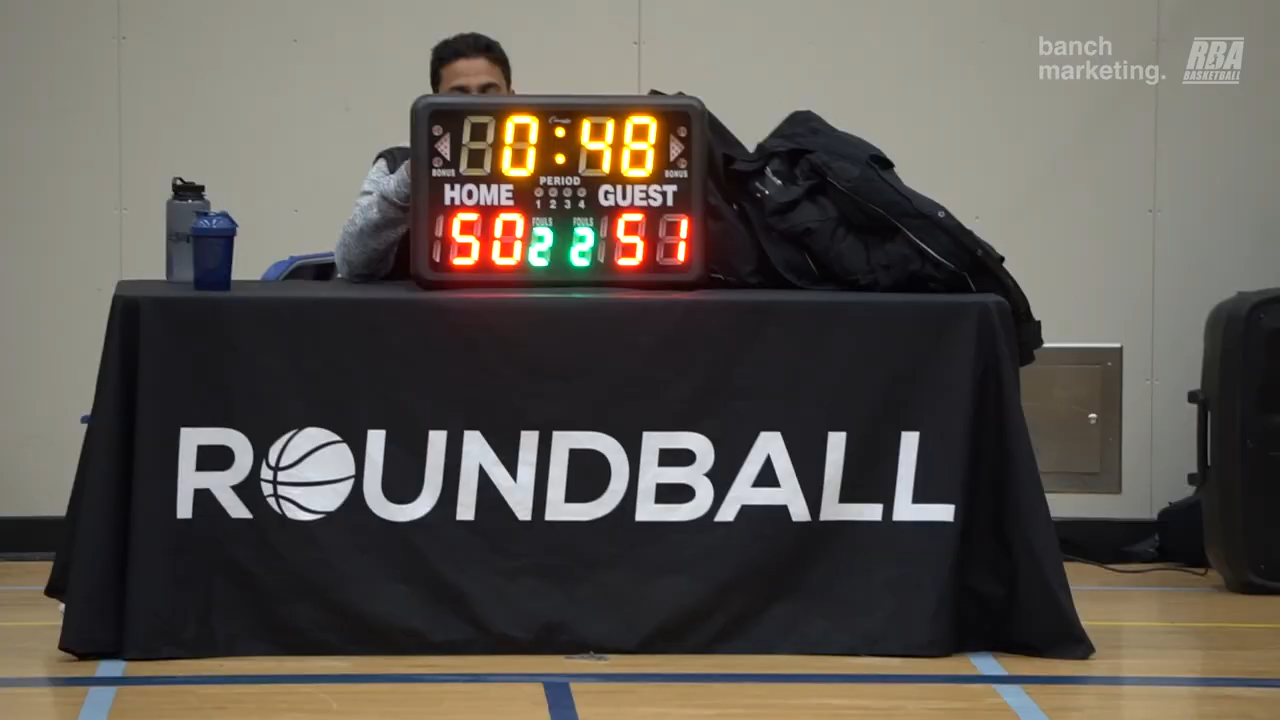 banch
marketing.
RBA
BASKETBALL
0:48
BONUS
BONUS
PERIOD
HOME
1 2 3 4
GUEST
FOULS
FOULS
50
2
2
51
ROUNDBALL